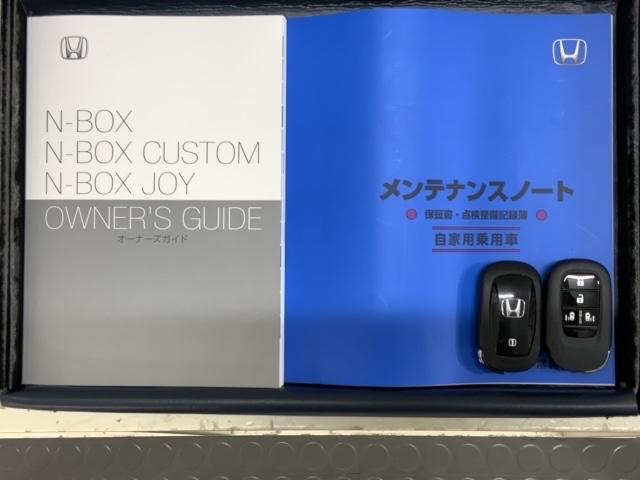 N-BOX
N-BOX CUSTOM
N-BOX JOY
OWNER'S GUIDE
オーナーズガイド
メンテナンスノート
保証書・点検整備記録簿
自家用乗用車